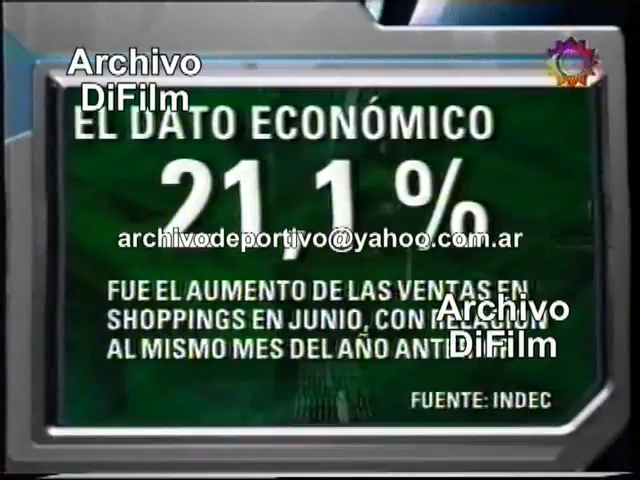 Archivo
DiFilm
EL DATO ECONÓMICO
21,1%
archivodeportivo@yahoo.com.ar
FUE EL AUMENTO DE LAS VENTAS EN
Archivo
SHOPPINGS EN JUNIO, CON RELACIÓN
DiFilm
AL MISMO MES DEL AÑO
FUENTE: INDEC